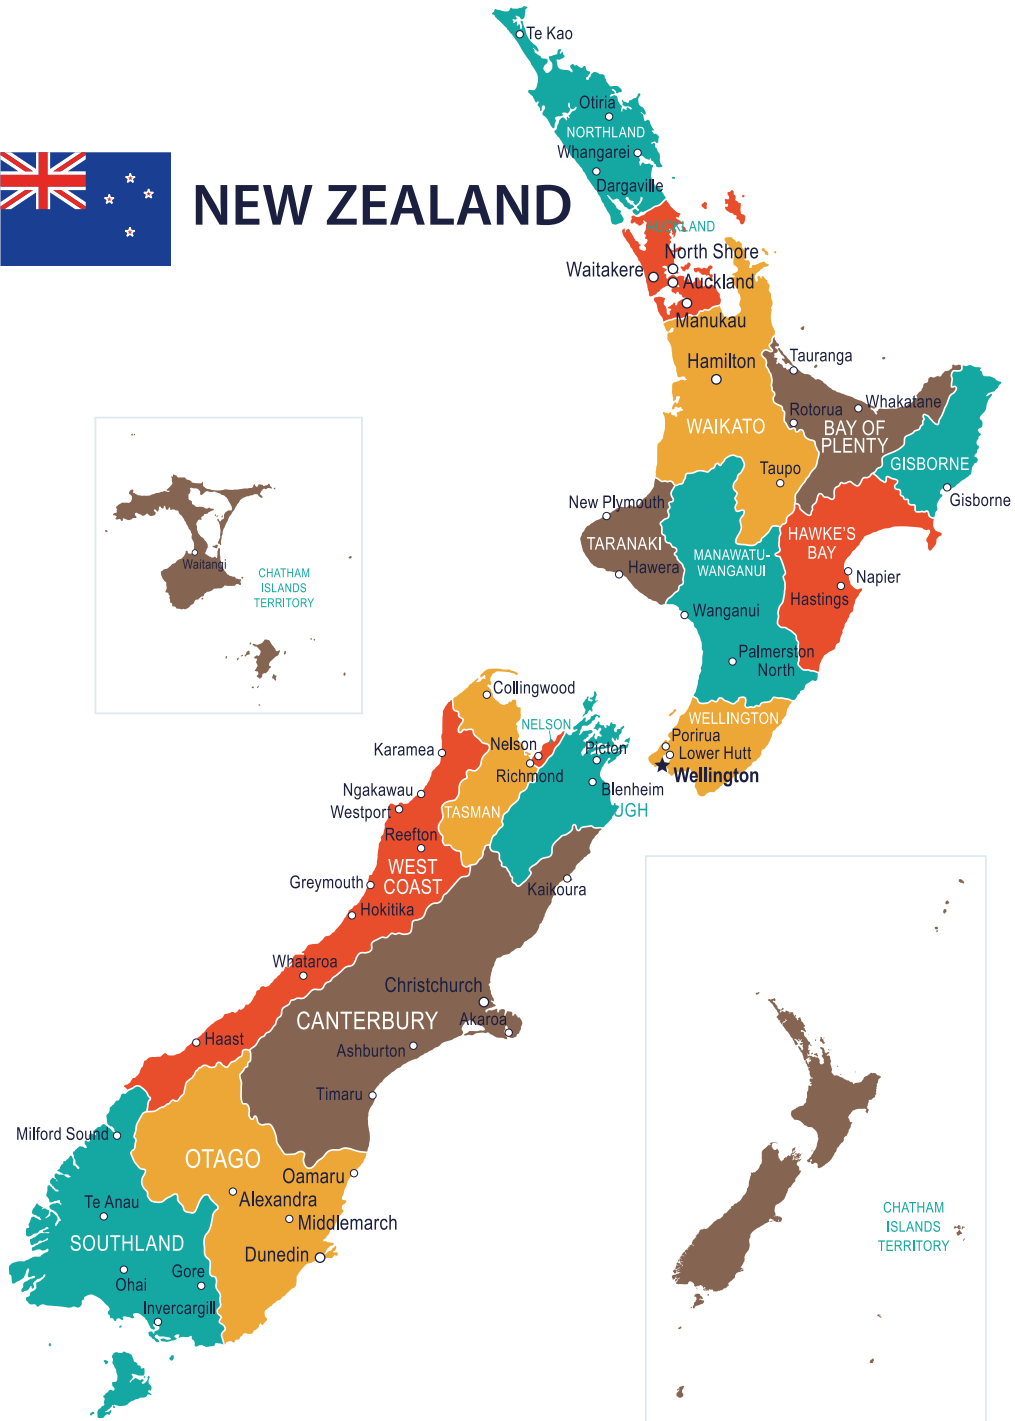 Te Kao
Otiria
NORTHLAND
Whangarei
Dargaville
NEW ZEALAND
AUCKLAND
North Shore
Waitakere
Auckland
Manukau
Tauranga
Hamilton
Whakatane
Rotorua
WAIKATO
BAY OF
PLENTY
GISBORNE
Taupo
Gisborne
New Plymouth
HAWKE'S
BAY
TARANAKI
MANAWATU-
WANGANUI
Hawera
Napier
Hastings
Wanganui
Palmerston
North
Waitangi
CHATHAM
ISLANDS
TERRITORY
Collingwood
WELLINGTON
NELSON
Porirua
Nelson
Picton
Lower Hutt
Karamea
Richmond
Wellington
Ngakawau
Blenheim
Westport
TASMAN
UGH
Reefton
WEST
COAST
Greymouth
Kaikoura
Hokitika
Whataroa
Christchurch
CANTERBURY
Akaroa
Haast
Ashburton
Timaru
Milford Sound
OTAGO
Oamaru
Te Anau
Alexandra
Middlemarch
SOUTHLAND
Dunedin
Gore
Ohai
Invercargill
CHATHAM
ISLANDS
TERRITORY